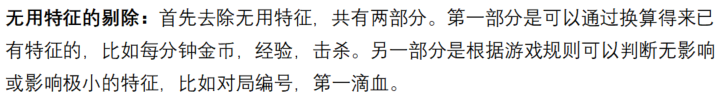 无用特征的剔除：首先去除无用特征，共有两部分。第一部分是可以通过换算得来已
有特征的，比如每分钟金币，经验，击杀。另一部分是根据游戏规则可以判断无影响
或影响极小的特征，比如对局编号，第一滴血。